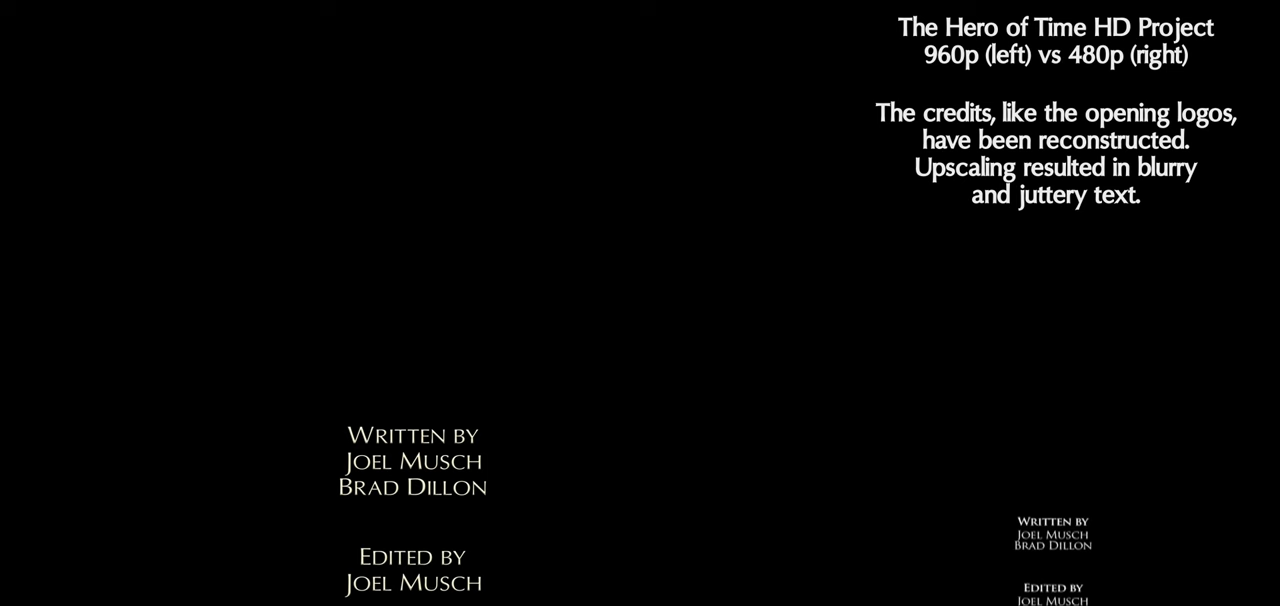 The Hero of Time HD Project
960p (left) vs 480p (right)
The credits, like the opening logos,
have been reconstructed.
Upscaling resulted in blurry
and juttery text.
WRITTEN BY
JOEL MUSCH
BRAD DILLON
EDITED BY
JOEL MUSCH
WRITTEN BY
JOEL MUSCH
BRAD DILLON
EDITED BY
JOEL MUSCH